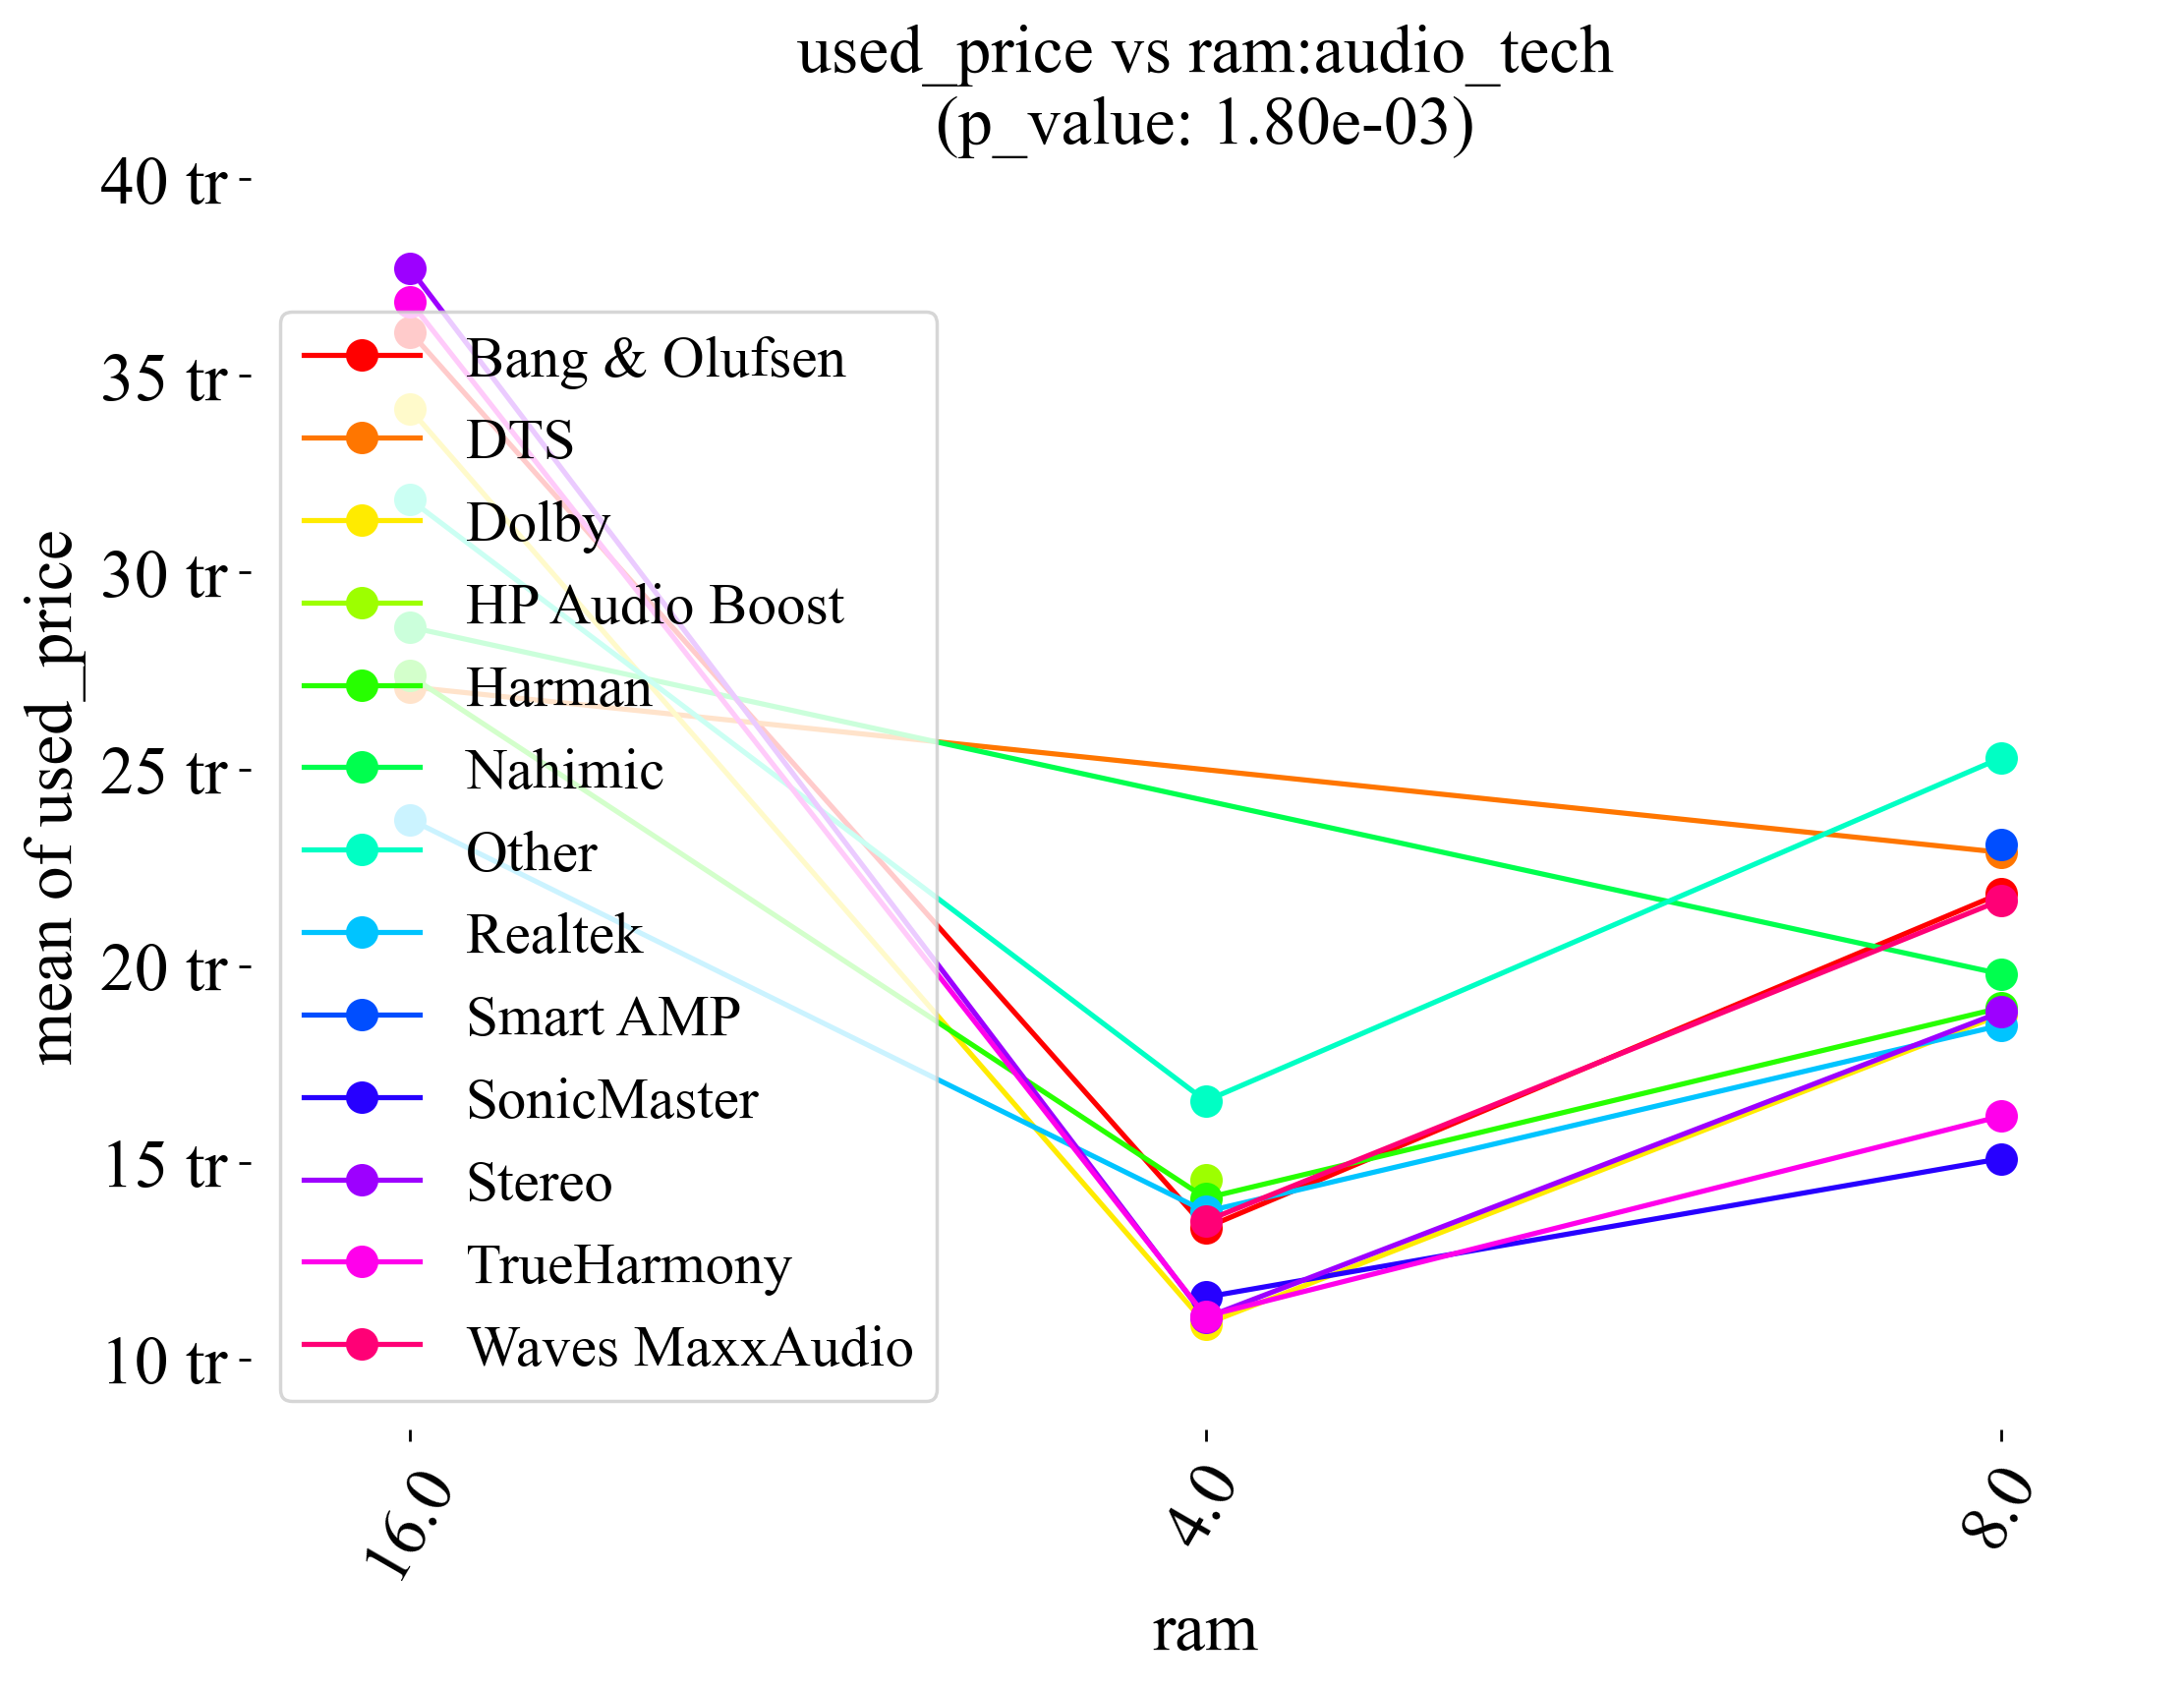 used_price vs ram:audio_tech
(p_value: 1.80e-03)
40 tr
35 tr
30 tr
25 tr
20 tr
15 tr
10 tr
mean of used_price
Bang & Olufsen
DTS
Dolby
HP Audio Boost
Harman
Nahimic
Other
Realtek
Smart AMP
SonicMaster
Stereo
TrueHarmony
Waves MaxxAudio
16.0
4.0
8.0
ram